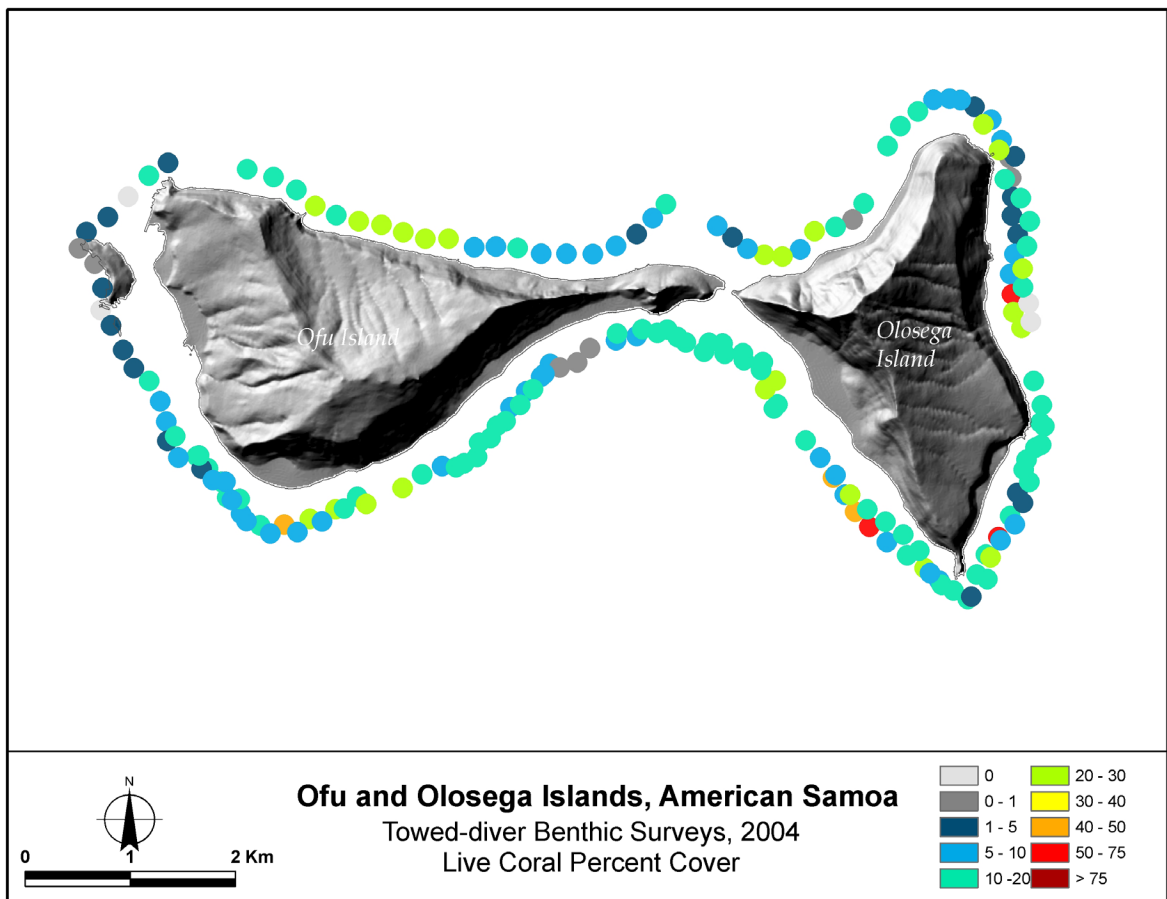 Ofu Island
Olosega
Island
N
0 1 2 Km
Ofu and Olosega Islands, American Samoa
Towed-diver Benthic Surveys, 2004
Live Coral Percent Cover
0
0 - 1
1 - 5
5 - 10
10 -20
20 - 30
30 - 40
40 - 50
50 - 75
> 75